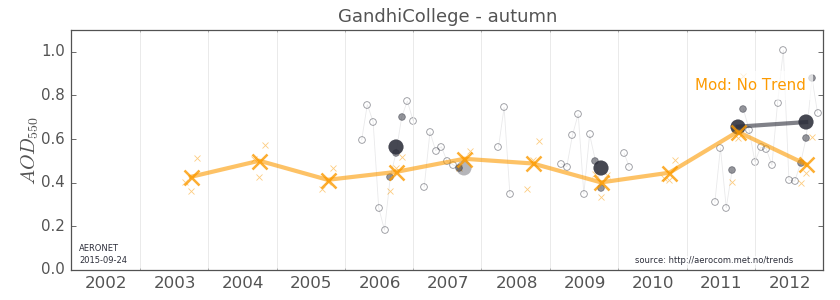 GandhiCollege - autumn
1.0
0.8
0.6
0.4
0.2
0.0
AOD550
Mod: No Trend
AERONET
2015-09-24
source: http://aerocom.met.no/trends
2002 2003 2004 2005 2006 2007 2008 2009 2010 2011 2012